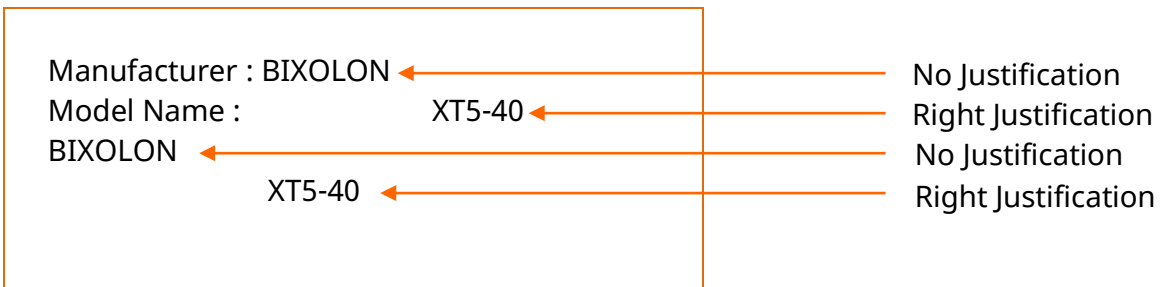 Manufacturer : BIXOLON No Justification
Model Name : XT5-40 Right Justification
BIXOLON No Justification
XT5-40 Right Justification